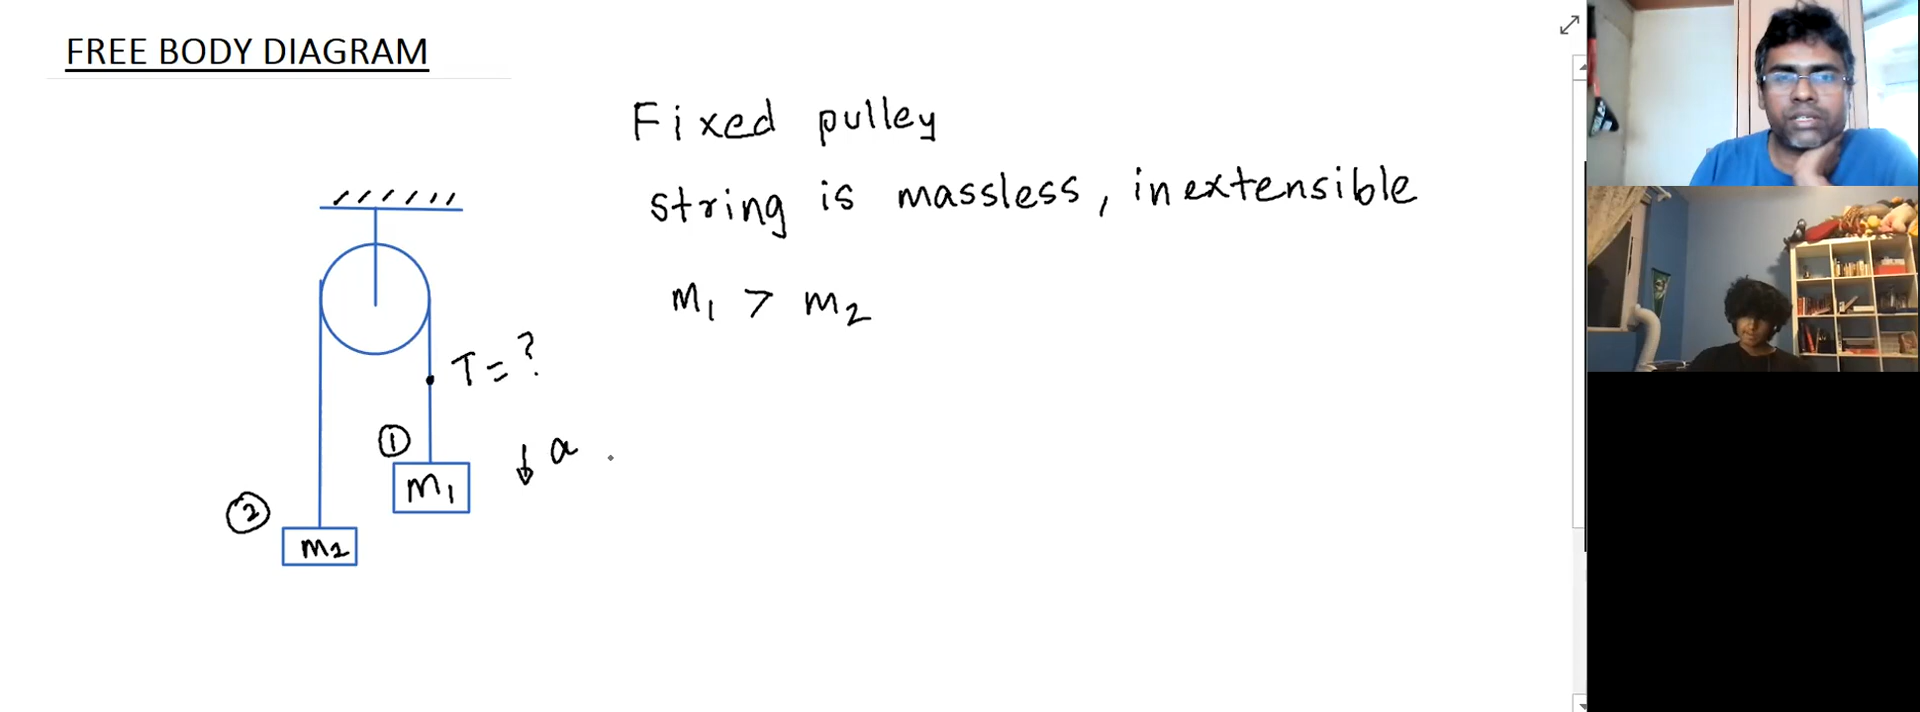 FREE BODY DIAGRAM
Fixed pulley
string is massless, inextensible
m1 > m2
T = ?
1
↓ a
m1
2
m2